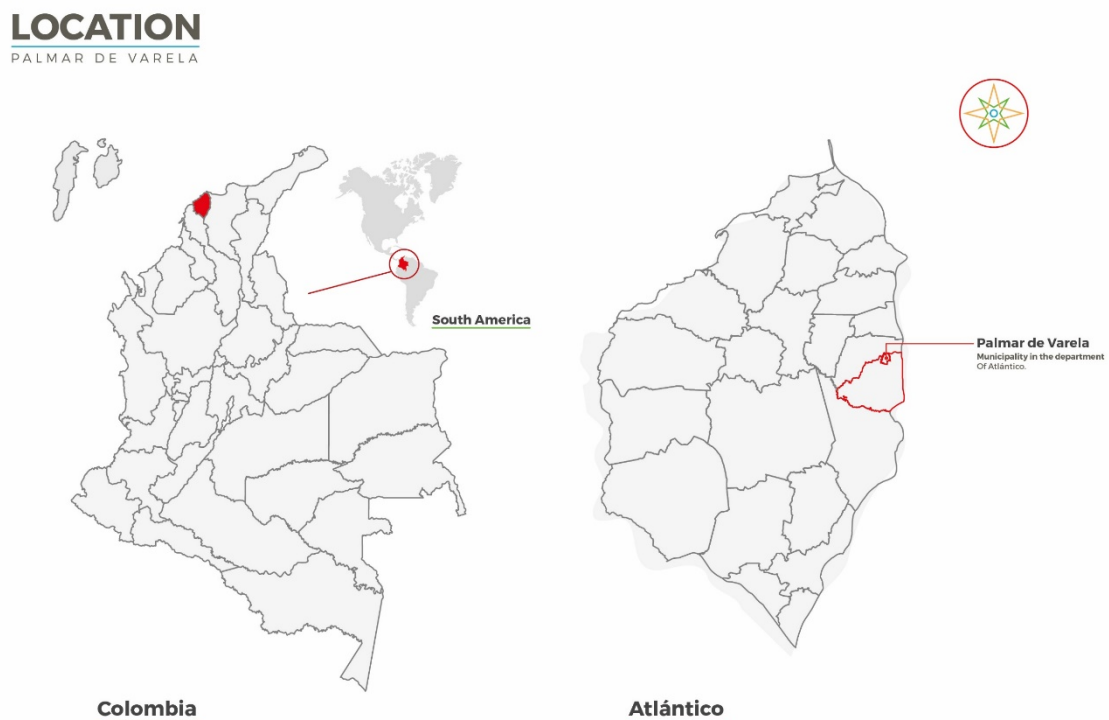 LOCATION
PALMAR DE VARELA
South America
Palmar de Varela
Municipality in the department
Of Atlántico.
Colombia
Atlántico